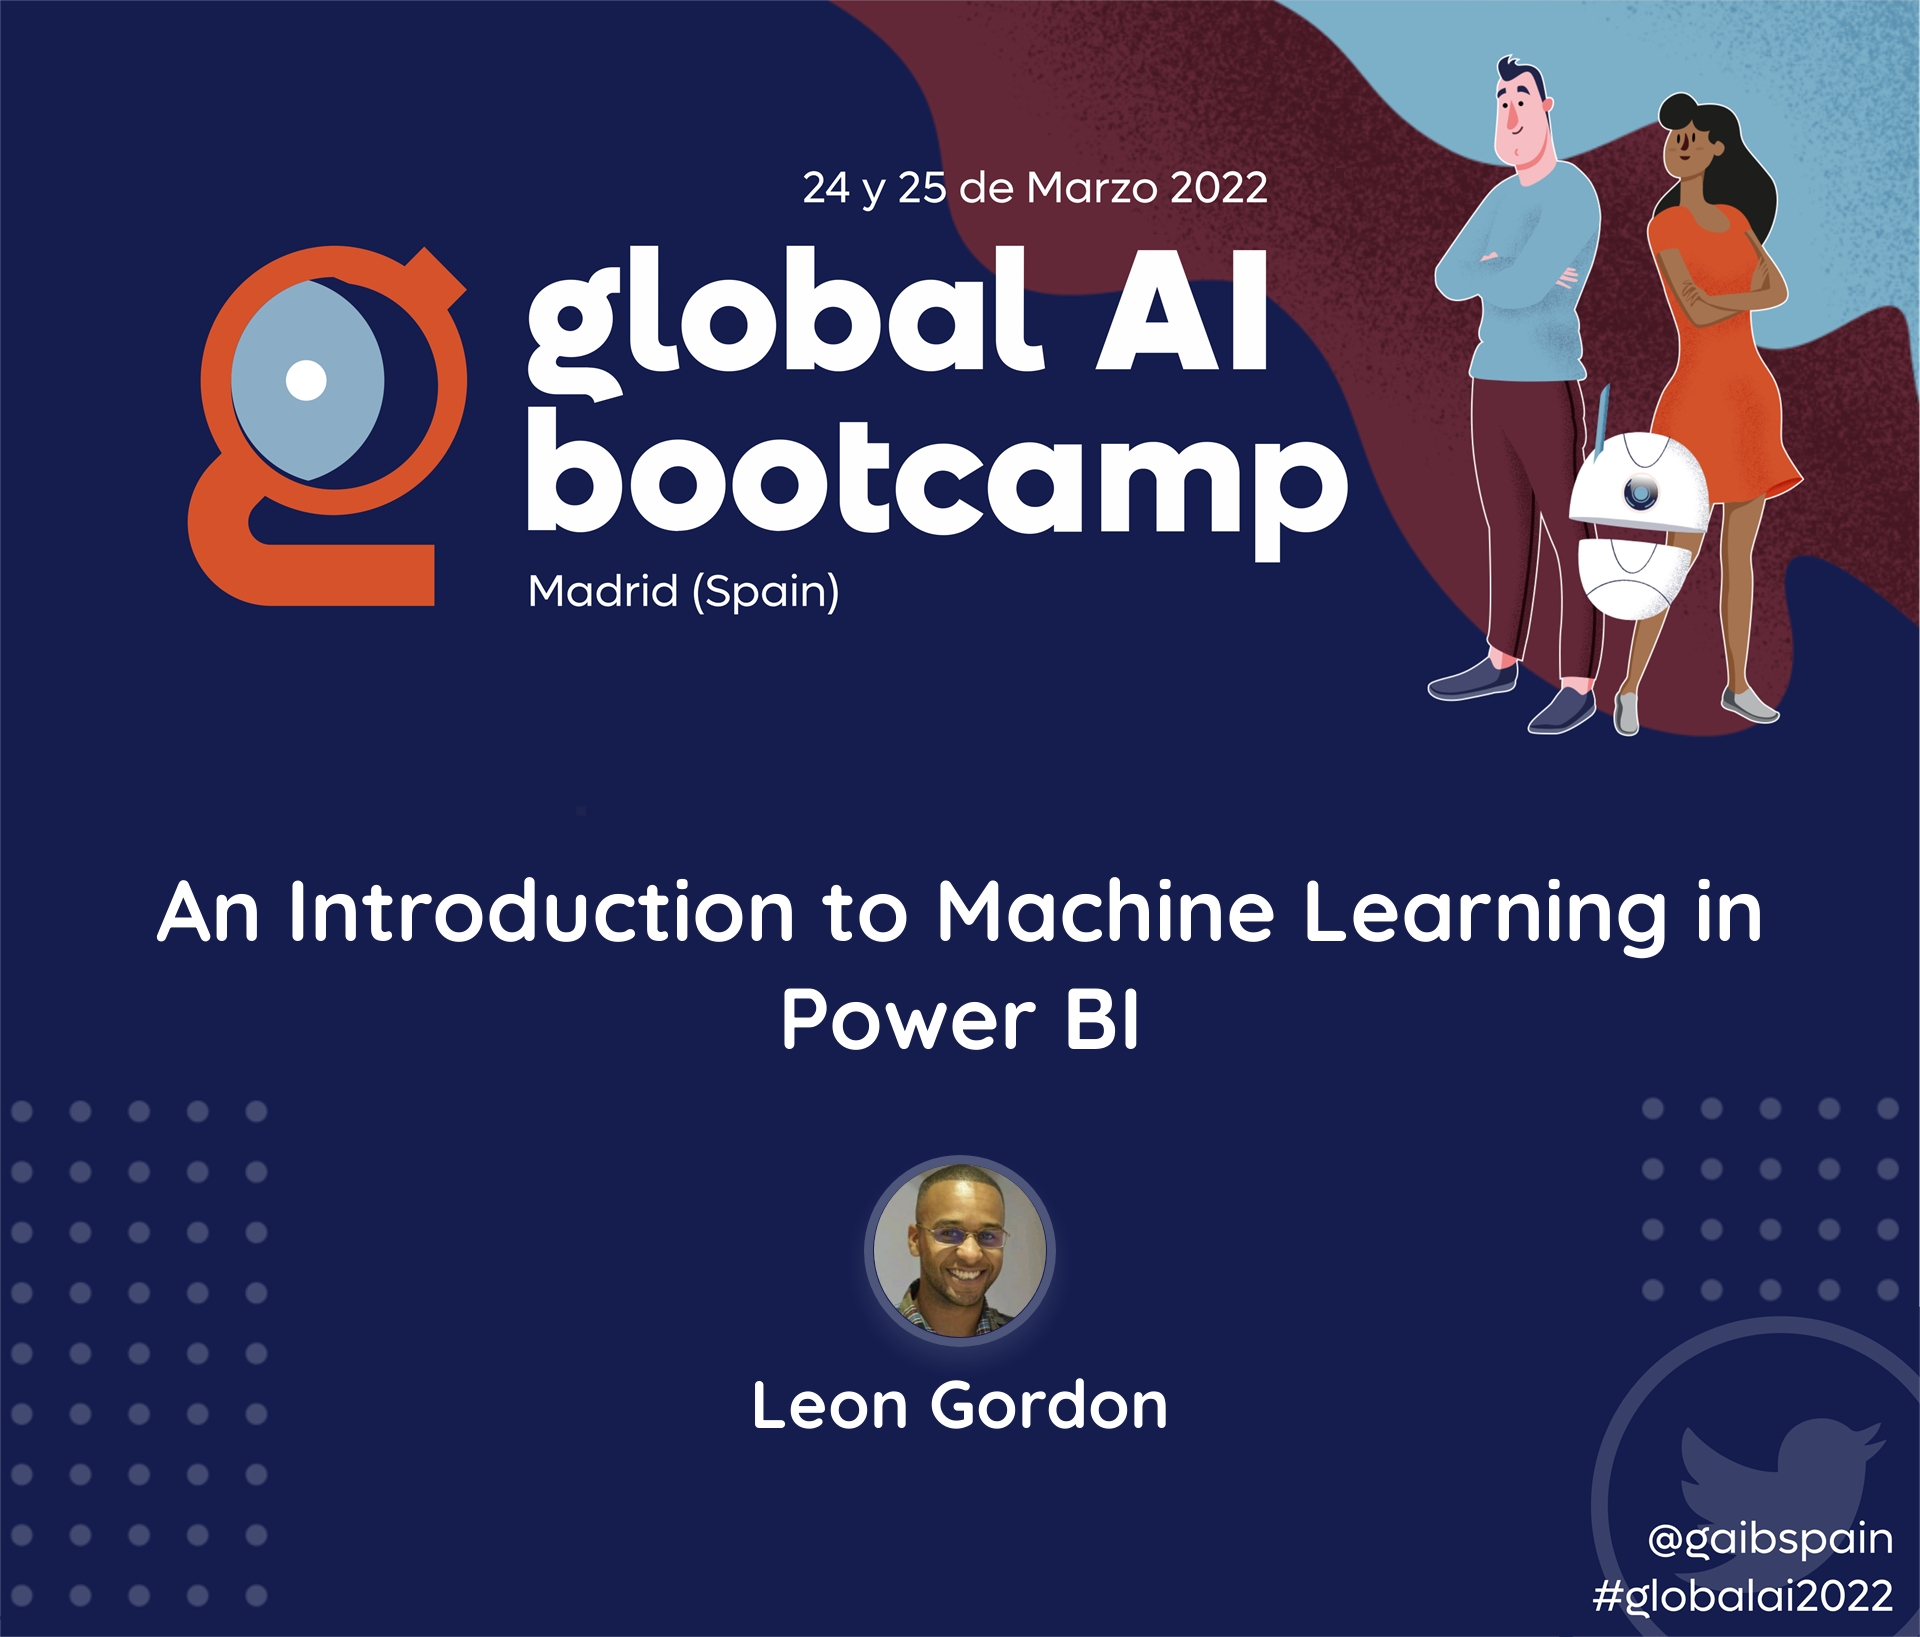 24 y 25 de Marzo 2022
global AI
bootcamp
Madrid (Spain)
An Introduction to Machine Learning in
Power BI
Leon Gordon
@gaibspain
#globalai2022